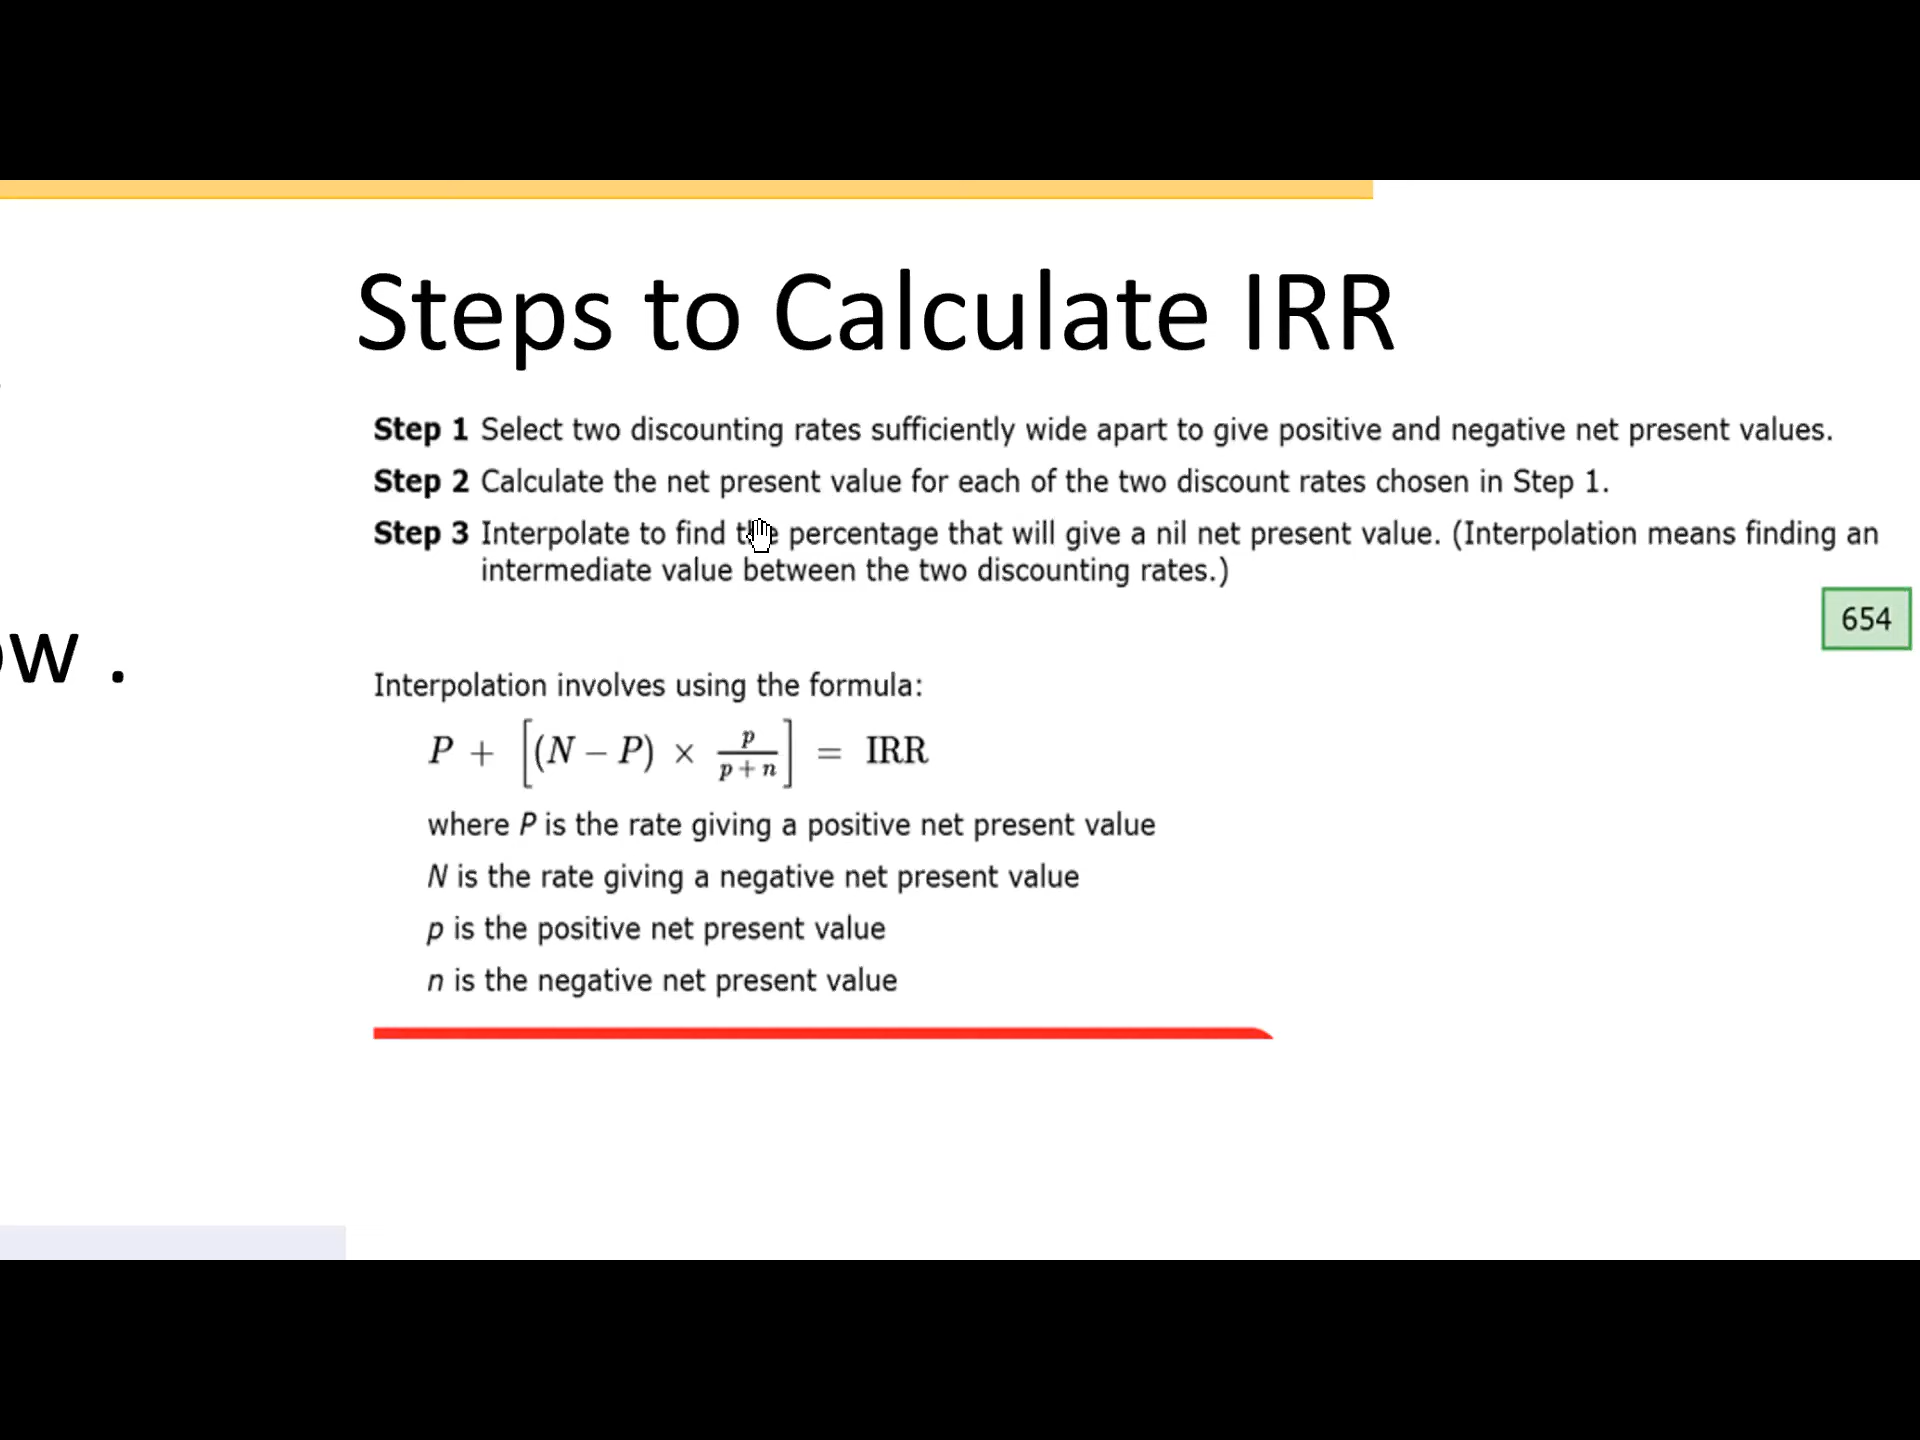 Steps to Calculate IRR
Step 1 Select two discounting rates sufficiently wide apart to give positive and negative net present values.
Step 2 Calculate the net present value for each of the two discount rates chosen in Step 1.
Step 3 Interpolate to find the percentage that will give a nil net present value. (Interpolation means finding an
intermediate value between the two discounting rates.)
654
ow .
Interpolation involves using the formula:
P + [(N − P) × p/(p + n)] = IRR
where P is the rate giving a positive net present value
N is the rate giving a negative net present value
p is the positive net present value
n is the negative net present value